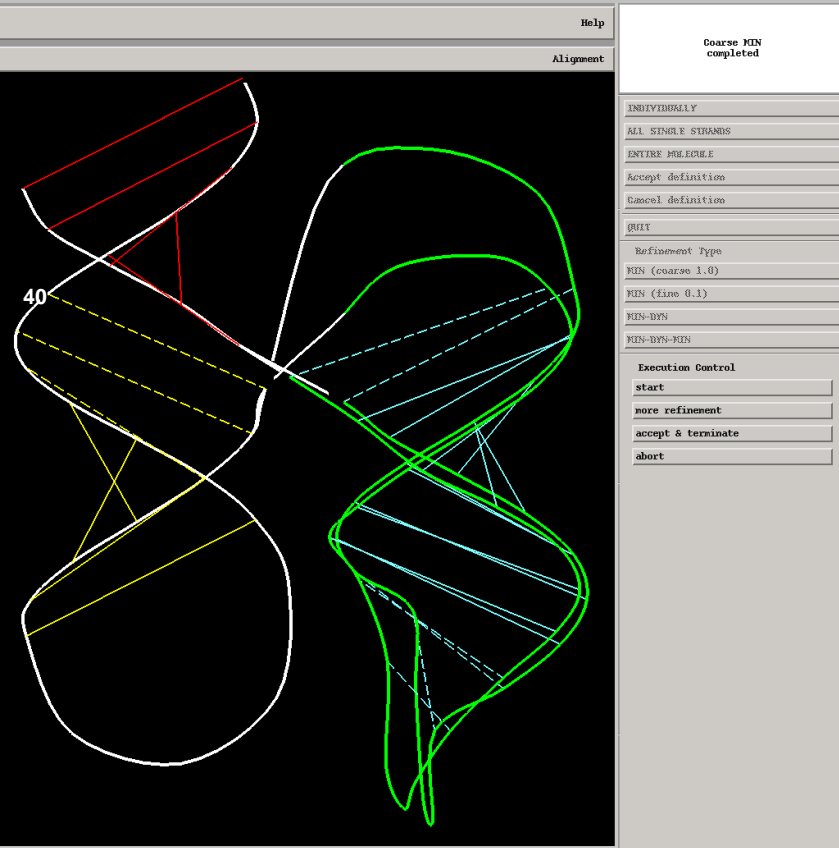 Help
Alignment
Coarse MIN
completed
INDIVIDUALLY
ALL SINGLE STRANDS
ENTIRE MOLECULE
Accept definition
Cancel definition
QUIT
Refinement Type
MIN (coarse 1.0)
MIN (fine 0.1)
MIN-DYN
MIN-DYN-MIN
Execution Control
start
more refinement
accept & terminate
abort
40